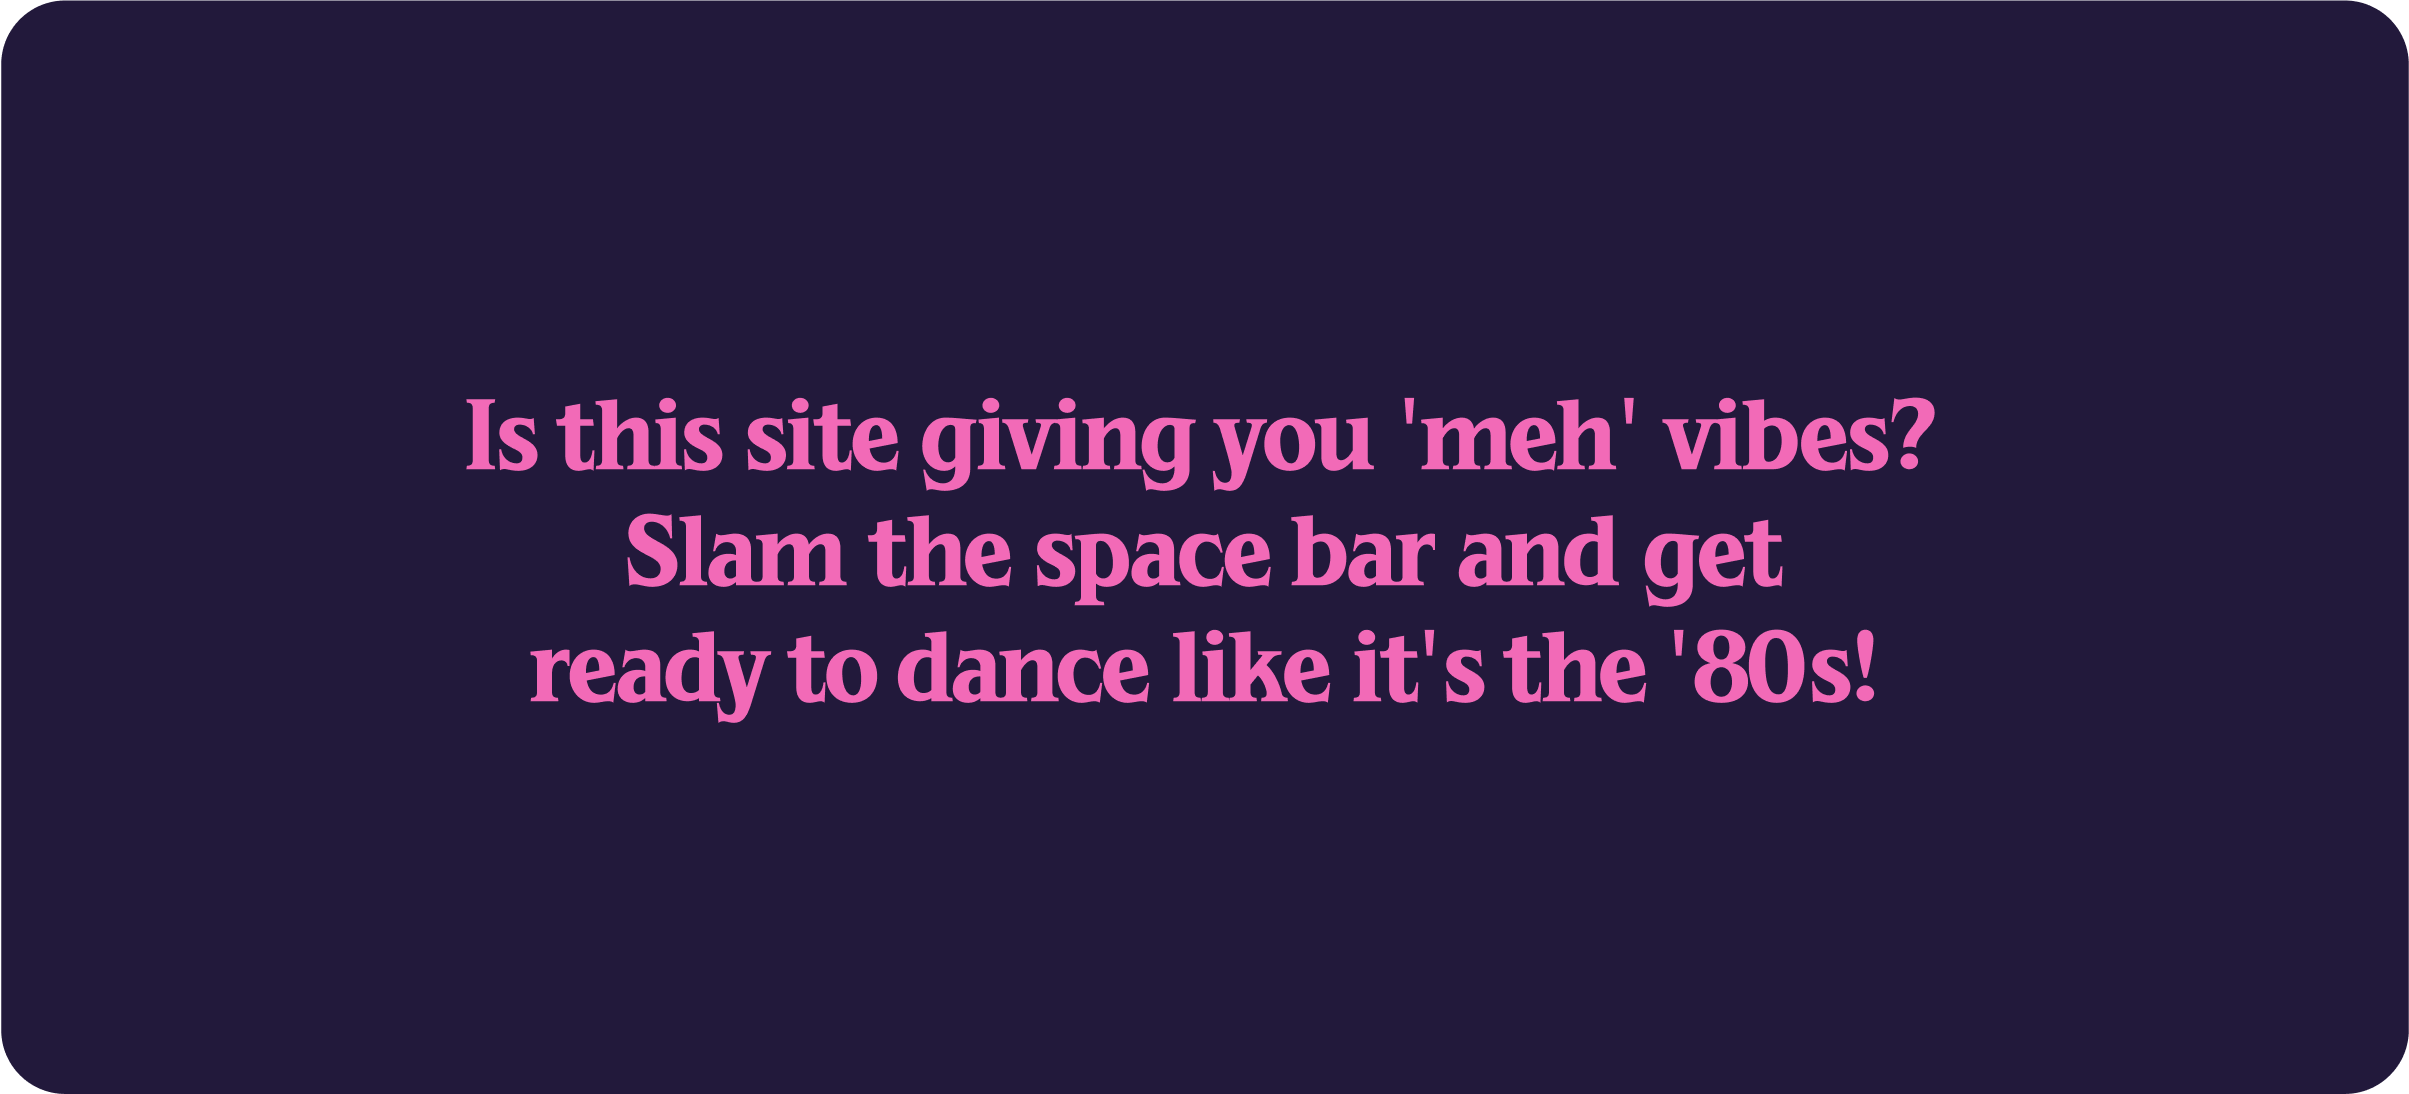 Is this site giving you 'meh' vibes?
Slam the space bar and get
ready to dance like it's the '80s!